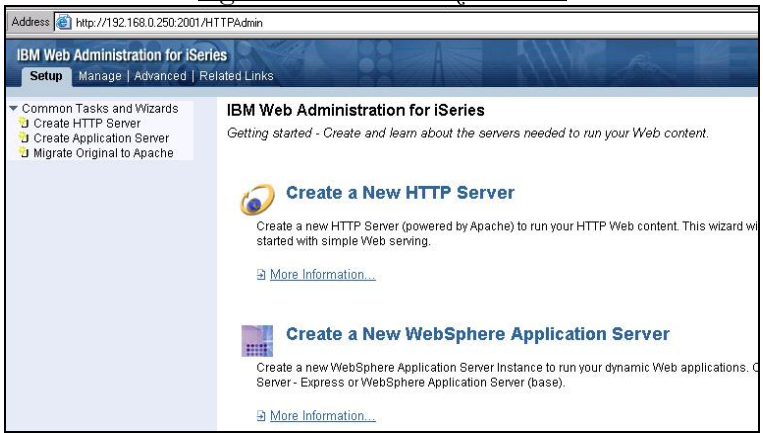 Address http://192.168.0.250:2001/HTTPAdmin
IBM Web Administration for iSeries
Setup Manage | Advanced | Related Links
Common Tasks and Wizards
Create HTTP Server
Create Application Server
Migrate Original to Apache
IBM Web Administration for iSeries
Getting started - Create and learn about the servers needed to run your Web content.
Create a New HTTP Server
Create a new HTTP Server (powered by Apache) to run your HTTP Web content. This wizard wi
started with simple Web serving.
More Information...
Create a New WebSphere Application Server
Create a new WebSphere Application Server Instance to run your dynamic Web applications. C
Server - Express or WebSphere Application Server (base).
More Information...